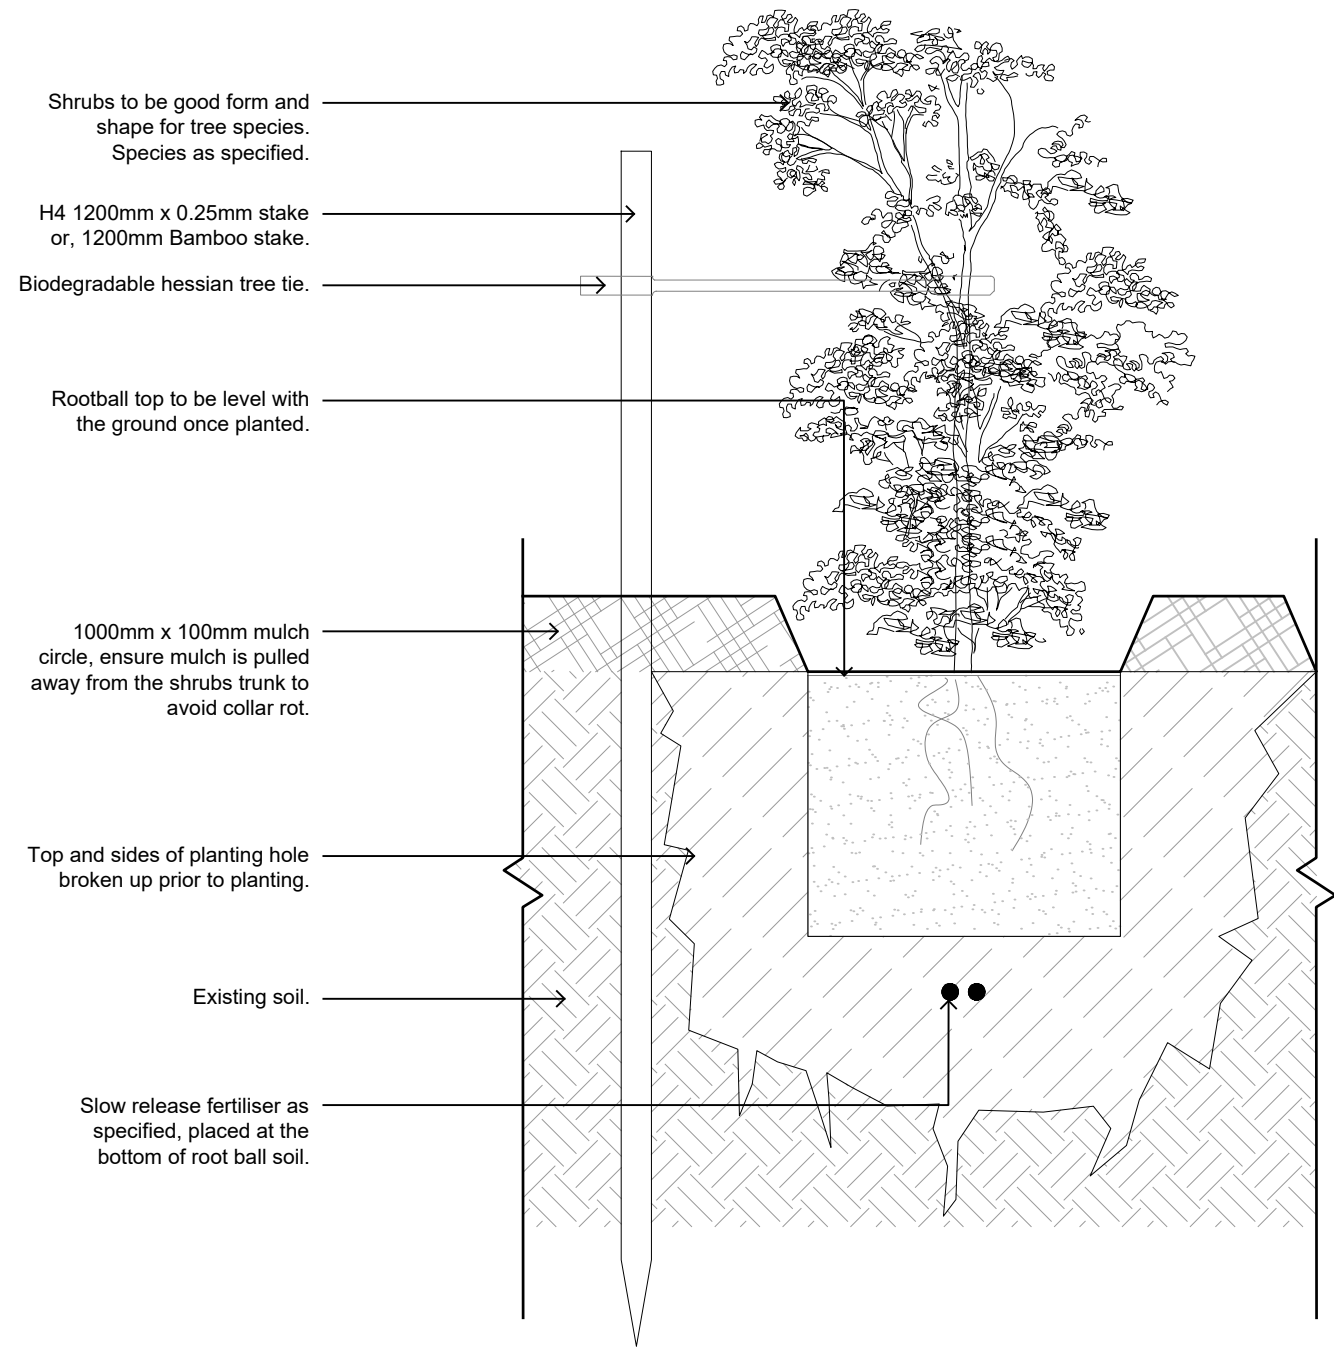 Shrubs to be good form and
shape for tree species.
Species as specified.
H4 1200mm x 0.25mm stake
or, 1200mm Bamboo stake.
Biodegradable hessian tree tie.
Rootball top to be level with
the ground once planted.
1000mm x 100mm mulch
circle, ensure mulch is pulled
away from the shrubs trunk to
avoid collar rot.
Top and sides of planting hole
broken up prior to planting.
Existing soil.
Slow release fertiliser as
specified, placed at the
bottom of root ball soil.